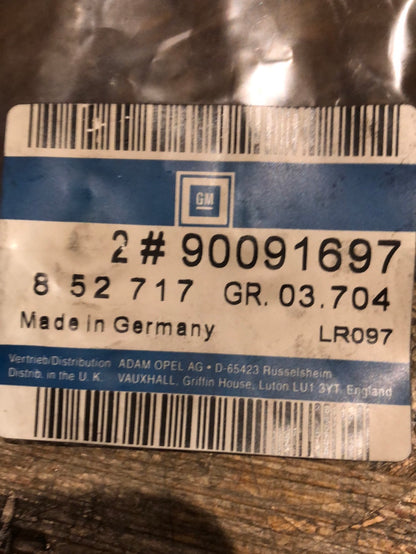 GM
2 # 90091697
8 52 717 GR. 03.704
Made in Germany LR097
Vertrieb/Distribution ADAM OPEL AG • D-65423 Rüsselsheim
Distrib. in the U. K. VAUXHALL, Griffin House, Luton LU1 3YT, England